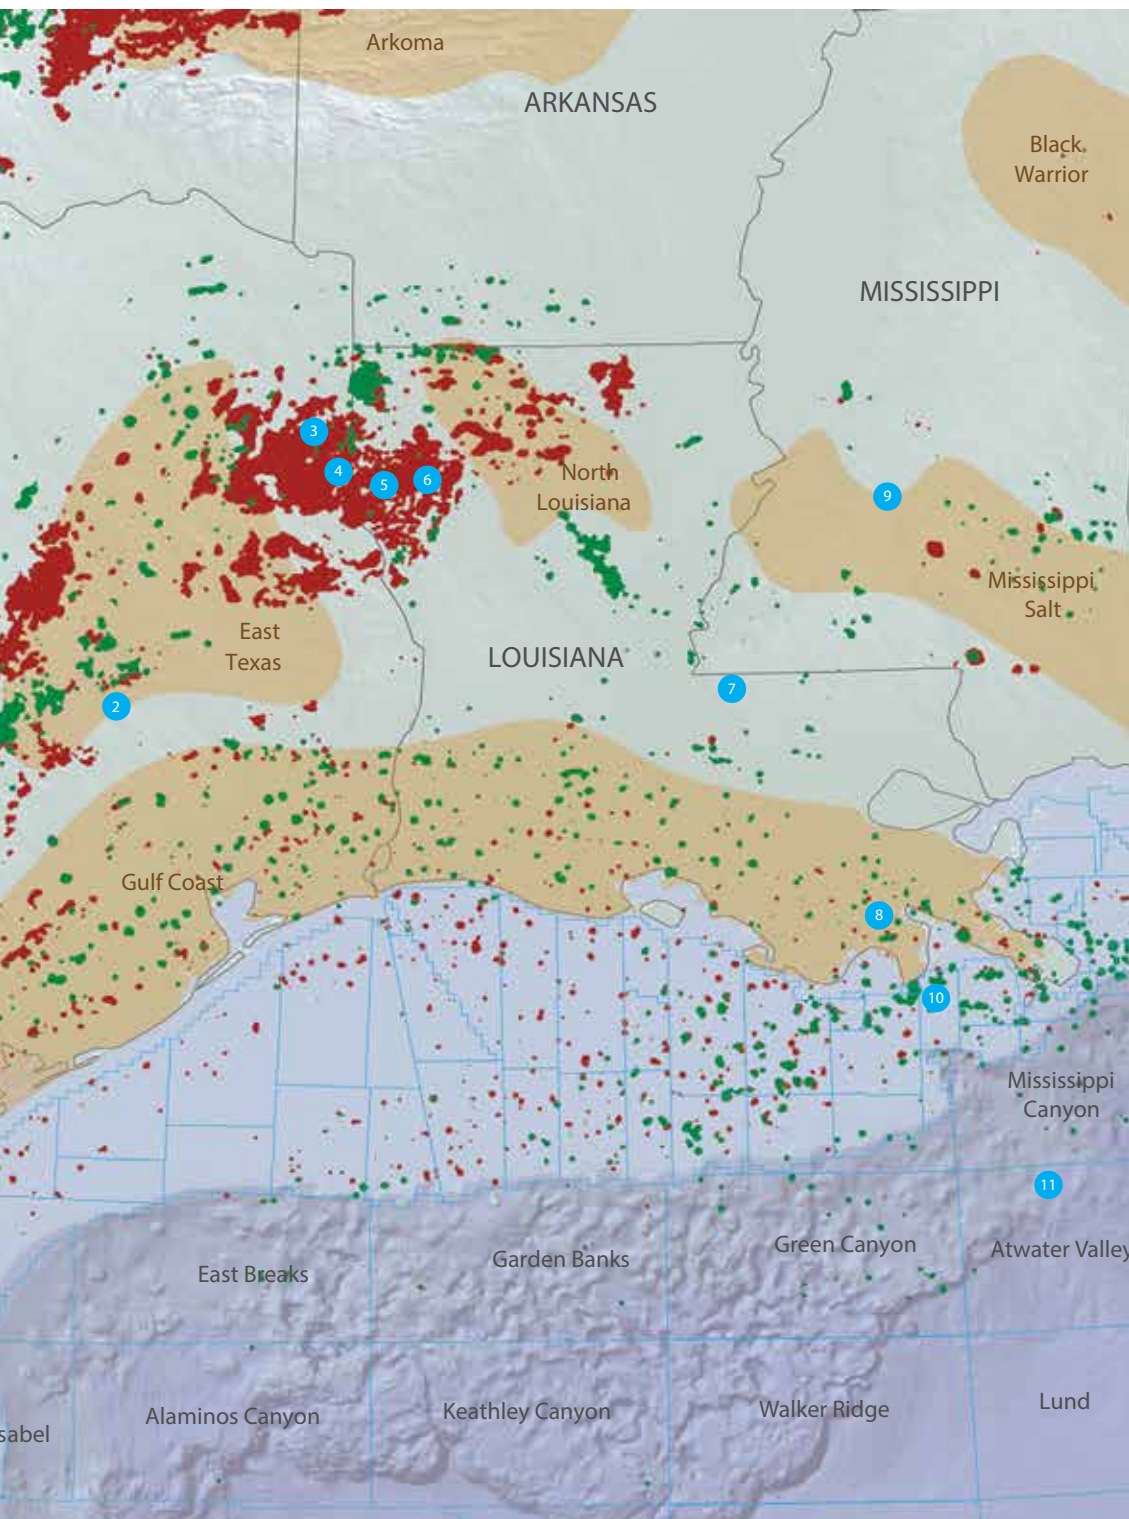 Arkoma
ARKANSAS
Black
Warrior
MISSISSIPPI
3
4
5
6
North
Louisiana
9
Mississippi
Salt
East
Texas
LOUISIANA
7
2
Gulf Coast
8
10
Mississippi
Canyon
11
Green Canyon
Atwater Valley
Garden Banks
East Breaks
Lund
Walker Ridge
Keathley Canyon
Alaminos Canyon
sabel